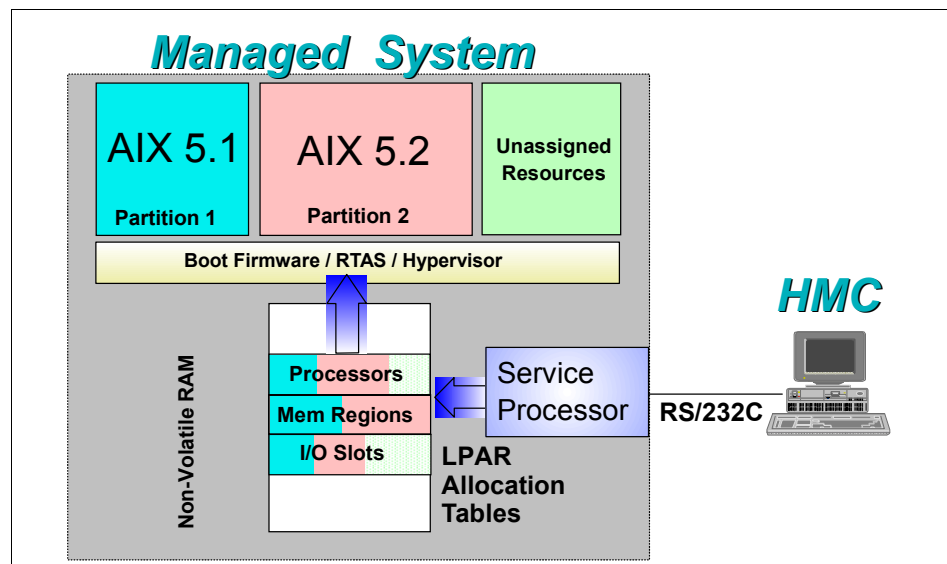 Managed System
AIX 5.1
Partition 1
AIX 5.2
Partition 2
Unassigned
Resources
Boot Firmware / RTAS / Hypervisor
HMC
Non-Volatile RAM
Processors
Mem Regions
I/O Slots
Service
Processor
RS/232C
LPAR
Allocation
Tables